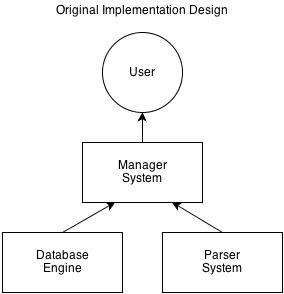 Original Implementation Design
User
Manager
System
Database
Engine
Parser
System